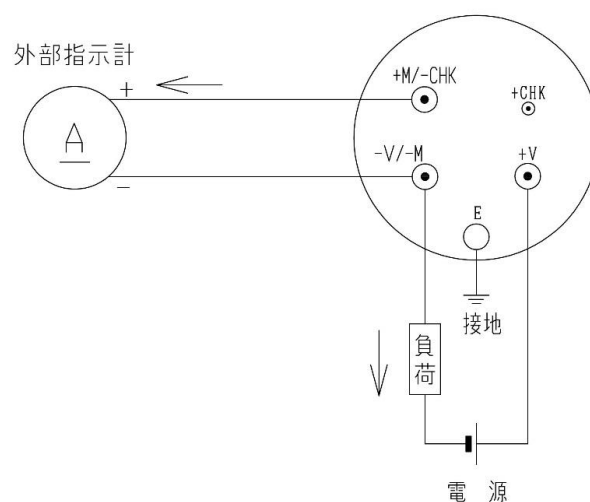 外部指示計
+M/-CHK
+CHK
+
A
-V/-M
+V
−
E
接地
負荷
電 源